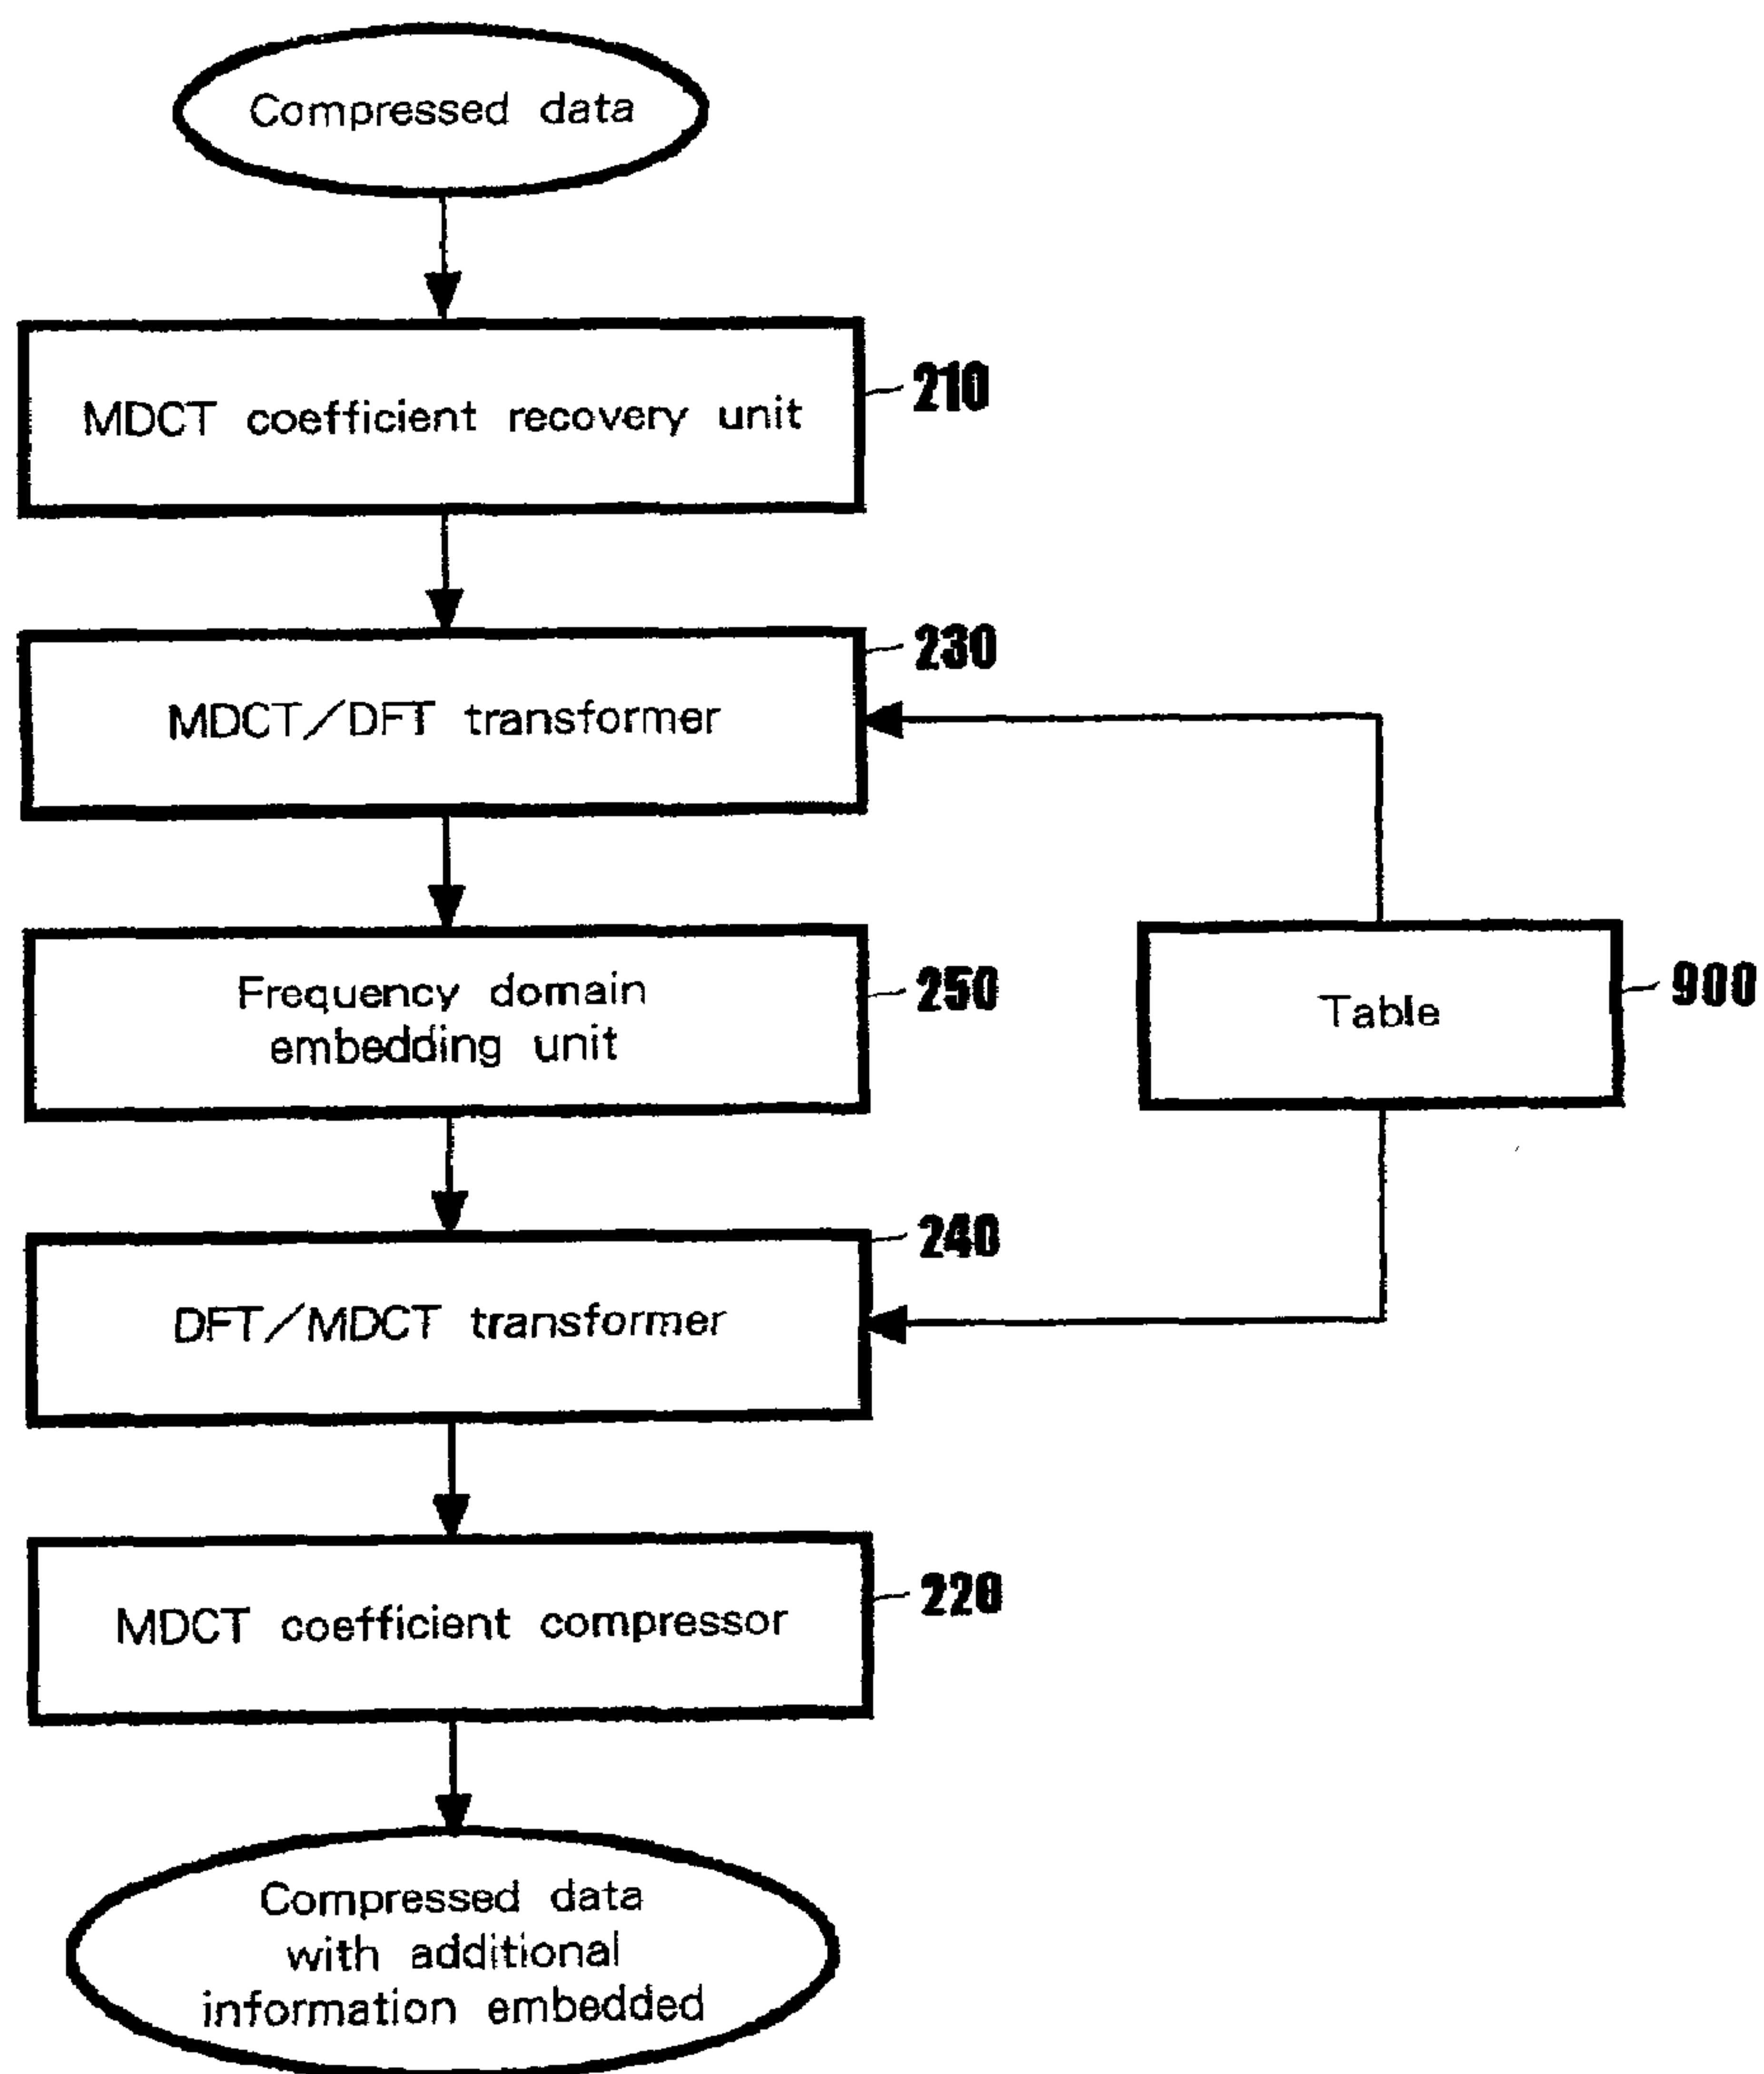 Compressed data
MDCT coefficient recovery unit
210
230
MDCT/DFT transformer
Frequency domain
embedding unit
250
Table
900
240
DFT/MDCT transformer
220
MDCT coefficient compressor
Compressed data
with additional
information embedded